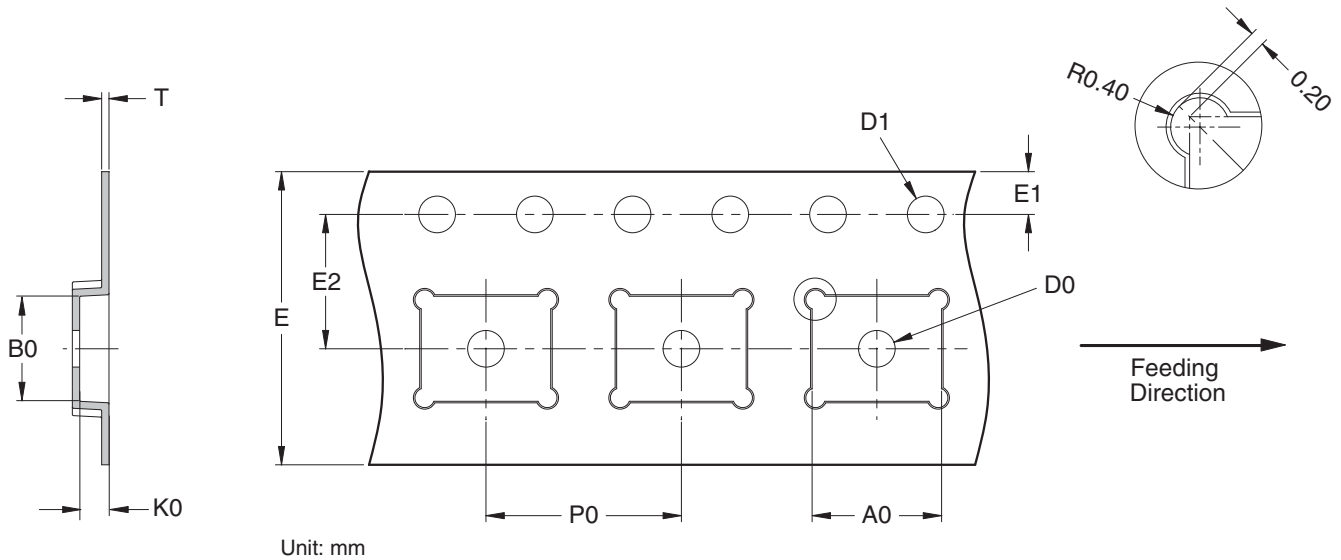 T
R0.40
0.20
D1
E1
E2
E
D0
B0
Feeding
Direction
K0
P0
A0
Unit: mm